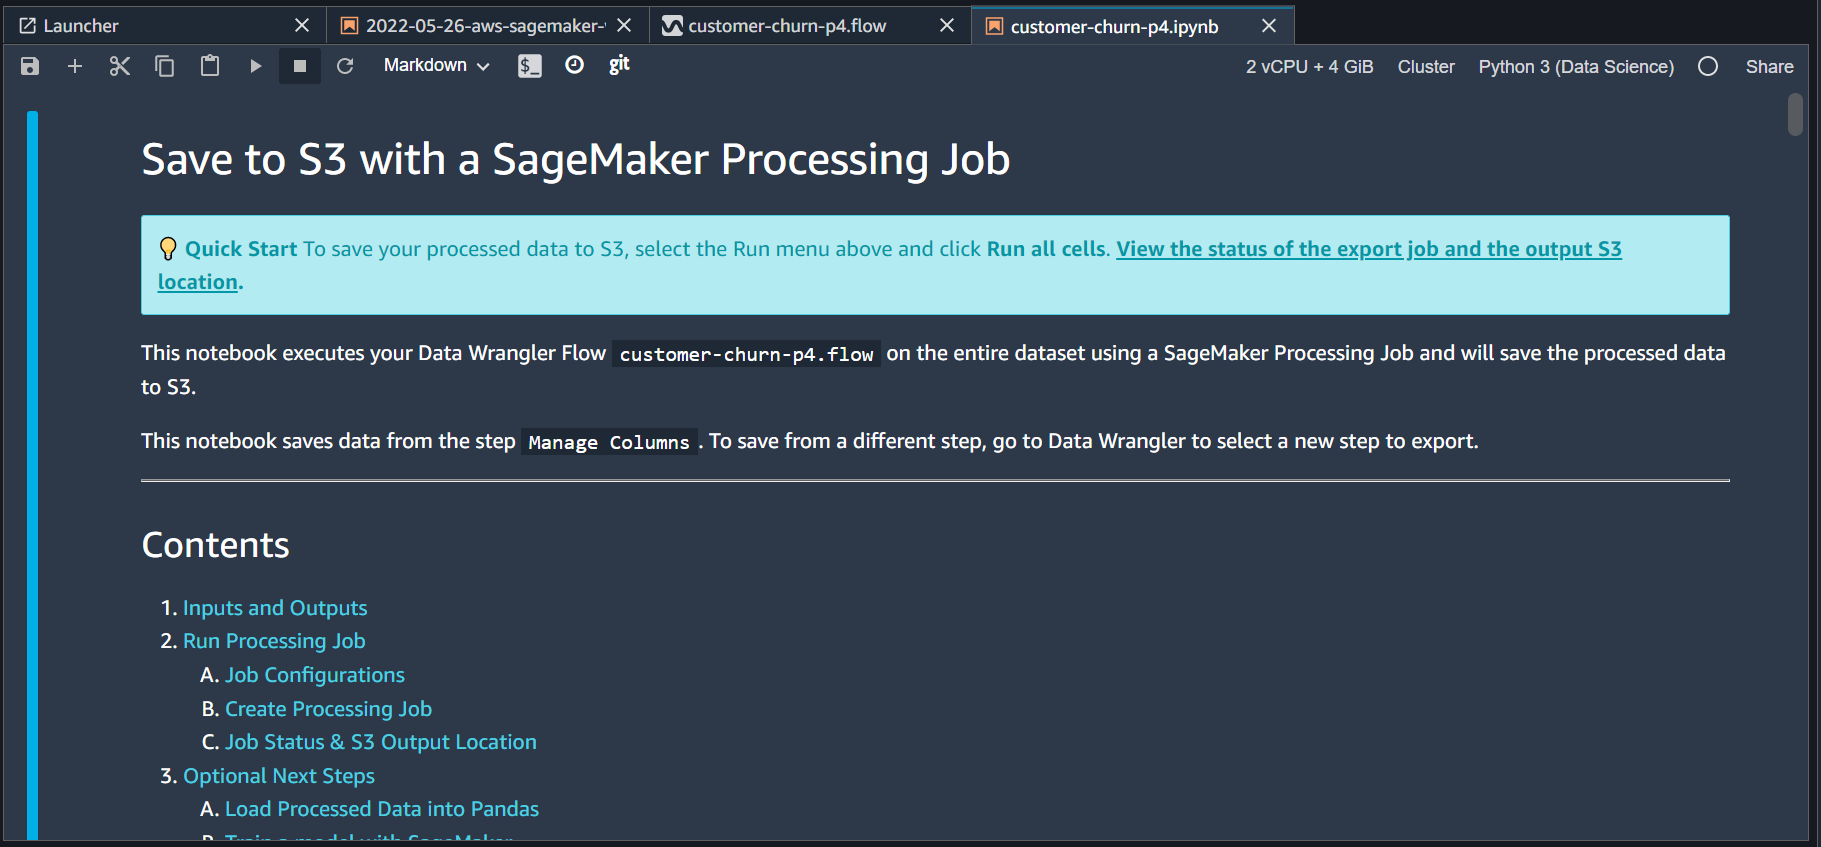 Launcher
2022-05-26-aws-sagemaker-
customer-churn-p4.flow
customer-churn-p4.ipynb
Markdown
$_
git
2 vCPU + 4 GiB
Cluster
Python 3 (Data Science)
Share
Save to S3 with a SageMaker Processing Job
Quick Start To save your processed data to S3, select the Run menu above and click Run all cells. View the status of the export job and the output S3
location.
This notebook executes your Data Wrangler Flow customer-churn-p4.flow on the entire dataset using a SageMaker Processing Job and will save the processed data
to S3.
This notebook saves data from the step Manage Columns. To save from a different step, go to Data Wrangler to select a new step to export.
Contents
1. Inputs and Outputs
2. Run Processing Job
A. Job Configurations
B. Create Processing Job
C. Job Status & S3 Output Location
3. Optional Next Steps
A. Load Processed Data into Pandas
B. Train a model with SageMaker